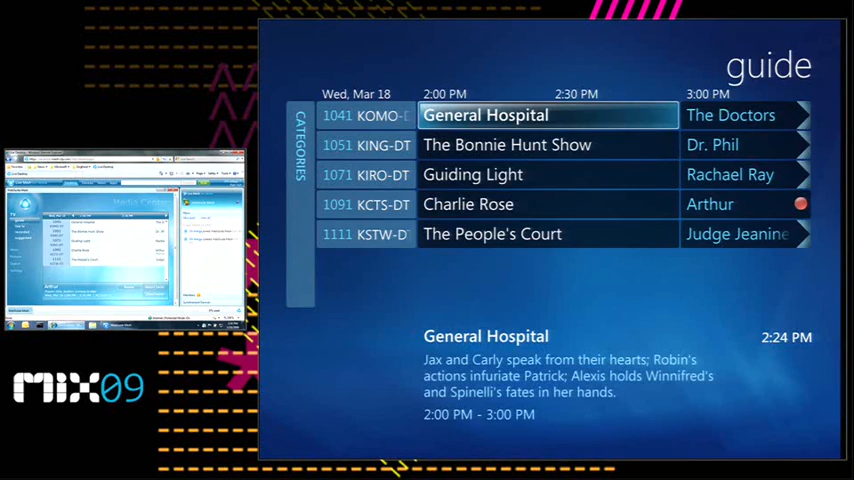 guide
Wed, Mar 18 2:00 PM 2:30 PM 3:00 PM
CATEGORIES
1041 KOMO- General Hospital The Doctors
1051 KING-DT The Bonnie Hunt Show Dr. Phil
1071 KIRO-DT Guiding Light Rachael Ray
1091 KCTS-DT Charlie Rose Arthur
1111 KSTW-D The People's Court Judge Jeanine
General Hospital 2:24 PM
Jax and Carly speak from their hearts; Robin's
actions infuriate Patrick; Alexis holds Winnifred's
and Spinelli's fates in her hands.
2:00 PM - 3:00 PM
Media Cente
MIX09